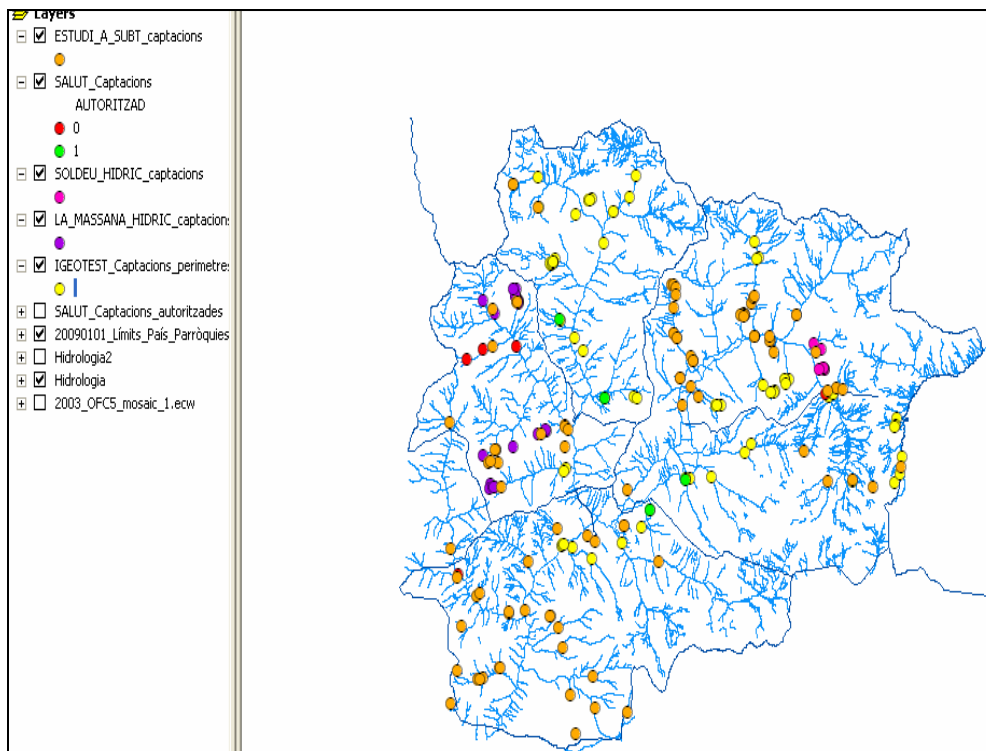 Layers
ESTUDI_A_SUBT_captacions
SALUT_Captacions
AUTORITZAD
0
1
SOLDEU_HIDRIC_captacions
LA_MASSANA_HIDRIC_captacions
IGEOTEST_Captacions_perimetres
SALUT_Captacions_autoritzades
20090101_Límits_País_Parròquies
Hidrologia2
Hidrologia
2003_OFC5_mosaic_1.ecw